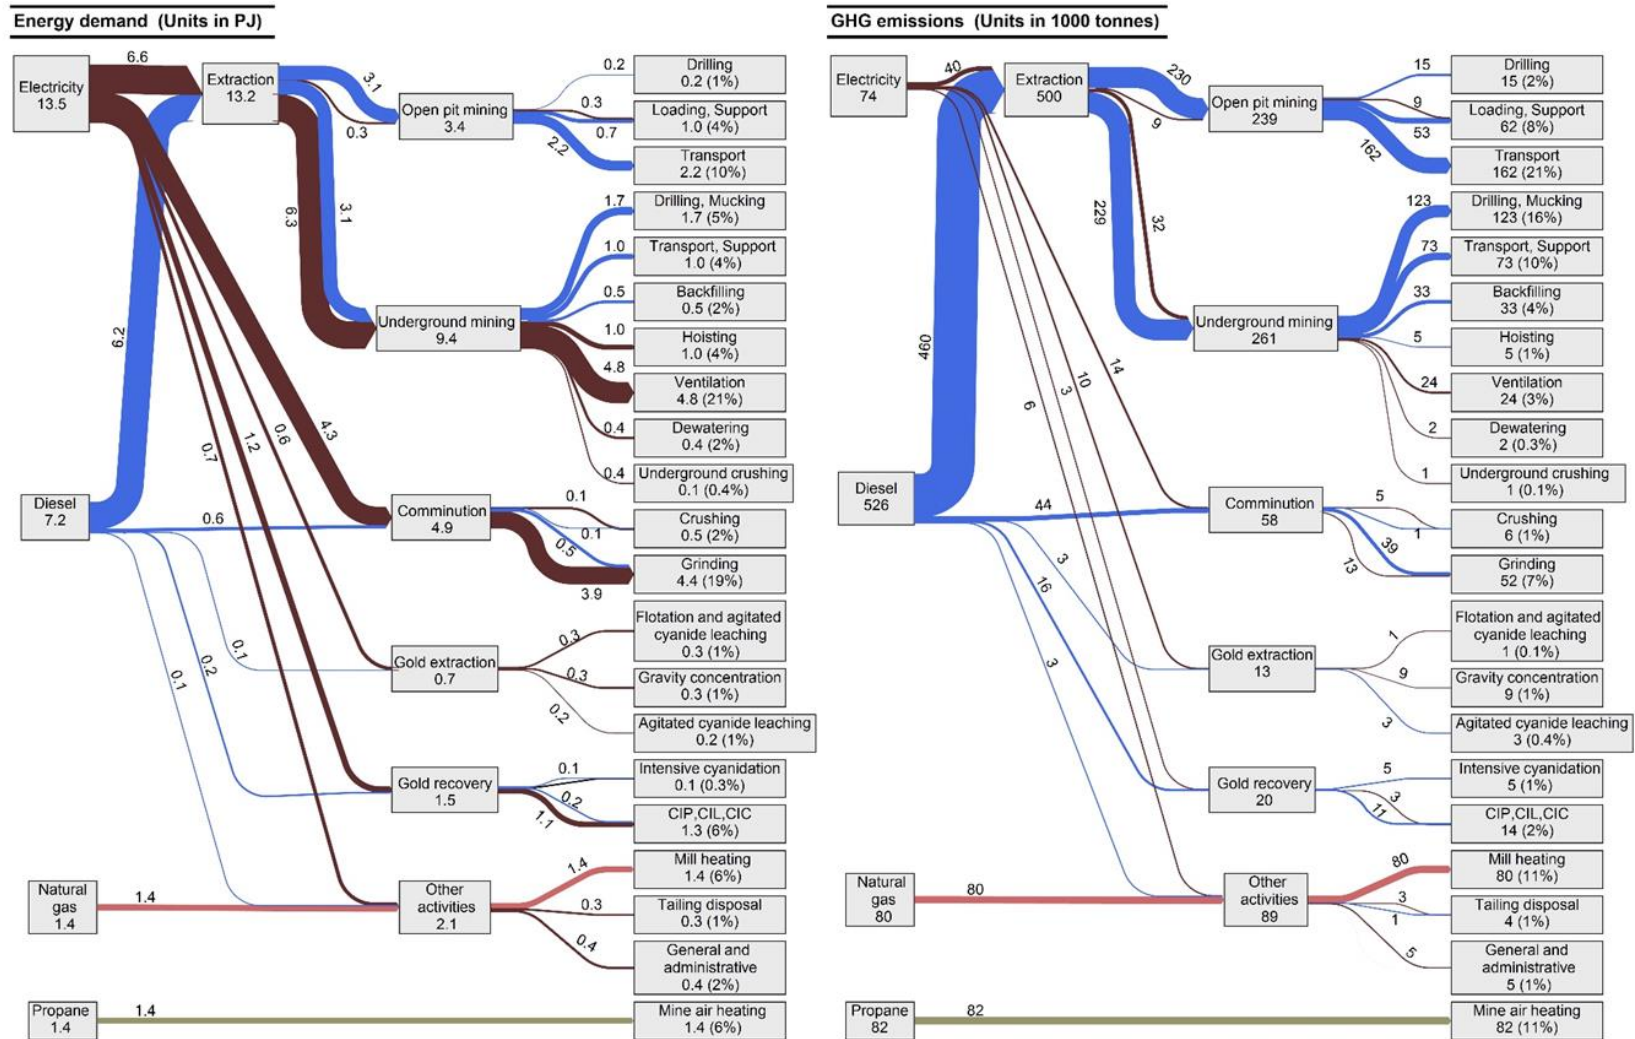 Energy demand  (Units in PJ)
Electricity
13.5
6.6
Extraction
13.2
3.1
0.3
Open pit mining
3.4
0.2
0.3
0.7
2.2
Drilling
0.2 (1%)
Loading, Support
1.0 (4%)
Transport
2.2 (10%)
6.3
3.1
6.2
Underground mining
9.4
1.7
1.0
0.5
1.0
4.8
0.4
0.4
Drilling, Mucking
1.7 (5%)
Transport, Support
1.0 (4%)
Backfilling
0.5 (2%)
Hoisting
1.0 (4%)
Ventilation
4.8 (21%)
Dewatering
0.4 (2%)
Underground crushing
0.1 (0.4%)
0.7
1.2
0.6
4.3
Diesel
7.2
0.6
Comminution
4.9
0.1
0.1
0.5
3.9
Crushing
0.5 (2%)
Grinding
4.4 (19%)
0.1
0.2
0.1
Gold extraction
0.7
0.3
0.3
0.2
Flotation and agitated
cyanide leaching
0.3 (1%)
Gravity concentration
0.3 (1%)
Agitated cyanide leaching
0.2 (1%)
Gold recovery
1.5
0.1
0.2
1.1
Intensive cyanidation
0.1 (0.3%)
CIP,CIL,CIC
1.3 (6%)
Natural
gas
1.4
1.4
Other
activities
2.1
1.4
0.3
0.4
Mill heating
1.4 (6%)
Tailing disposal
0.3 (1%)
General and
administrative
0.4 (2%)
Propane
1.4
1.4
Mine air heating
1.4 (6%)
GHG emissions  (Units in 1000 tonnes)
Electricity
74
40
Extraction
500
230
9
Open pit mining
239
15
9
53
162
Drilling
15 (2%)
Loading, Support
62 (8%)
Transport
162 (21%)
229
32
460
Underground mining
261
123
73
33
5
24
2
1
Drilling, Mucking
123 (16%)
Transport, Support
73 (10%)
Backfilling
33 (4%)
Hoisting
5 (1%)
Ventilation
24 (3%)
Dewatering
2 (0.3%)
Underground crushing
1 (0.1%)
6
3
10
14
Diesel
526
44
Comminution
58
5
1
39
13
Crushing
6 (1%)
Grinding
52 (7%)
3
16
3
Gold extraction
13
1
9
3
Flotation and agitated
cyanide leaching
1 (0.1%)
Gravity concentration
9 (1%)
Agitated cyanide leaching
3 (0.4%)
Gold recovery
20
5
3
11
Intensive cyanidation
5 (1%)
CIP,CIL,CIC
14 (2%)
Natural
gas
80
80
Other
activities
89
80
3
1
5
Mill heating
80 (11%)
Tailing disposal
4 (1%)
General and
administrative
5 (1%)
Propane
82
82
Mine air heating
82 (11%)